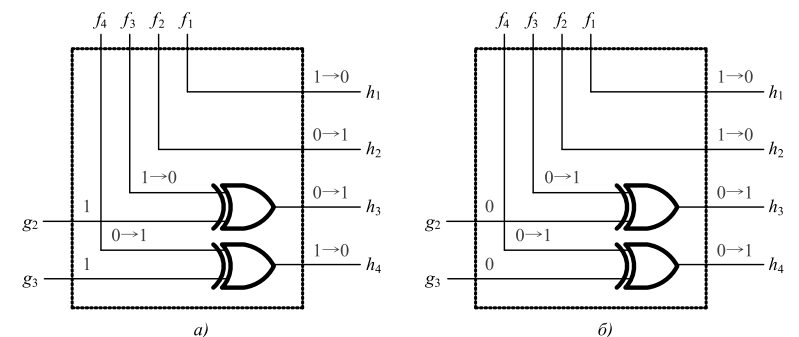 f4 f3 f2 f1 f4 f3 f2 f1
1→0 1→0
h1 h1
0→1 1→0
h2 h2
1→0 0→1 0→1 0→1
1 h3 0 h3
g2 g2
0→1 1→0 0→1 0→1
1 h4 0 h4
g3 g3
а) б)